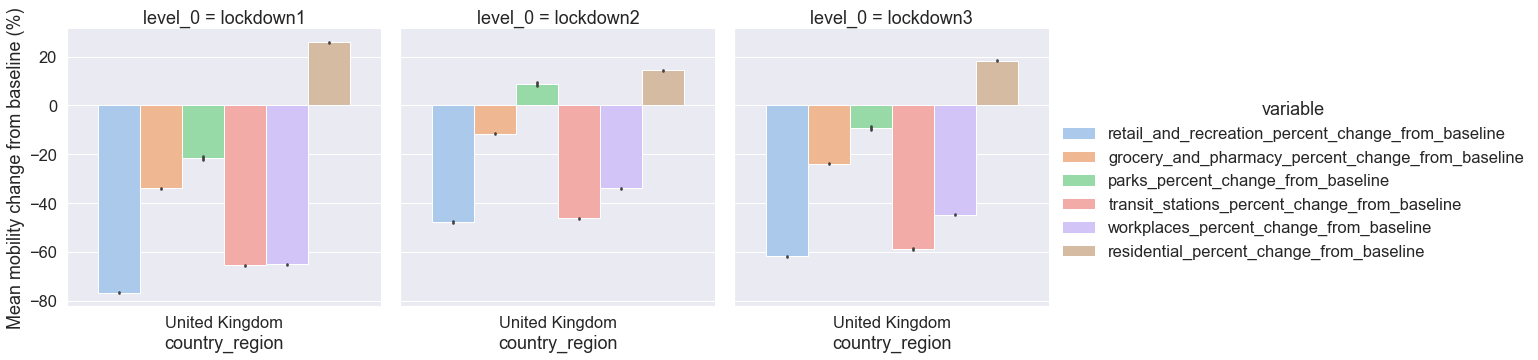 level_0 = lockdown1
level_0 = lockdown2
level_0 = lockdown3
Mean mobility change from baseline (%)
20
0
−20
−40
−60
−80
United Kingdom
country_region
United Kingdom
country_region
United Kingdom
country_region
variable
retail_and_recreation_percent_change_from_baseline
grocery_and_pharmacy_percent_change_from_baseline
parks_percent_change_from_baseline
transit_stations_percent_change_from_baseline
workplaces_percent_change_from_baseline
residential_percent_change_from_baseline